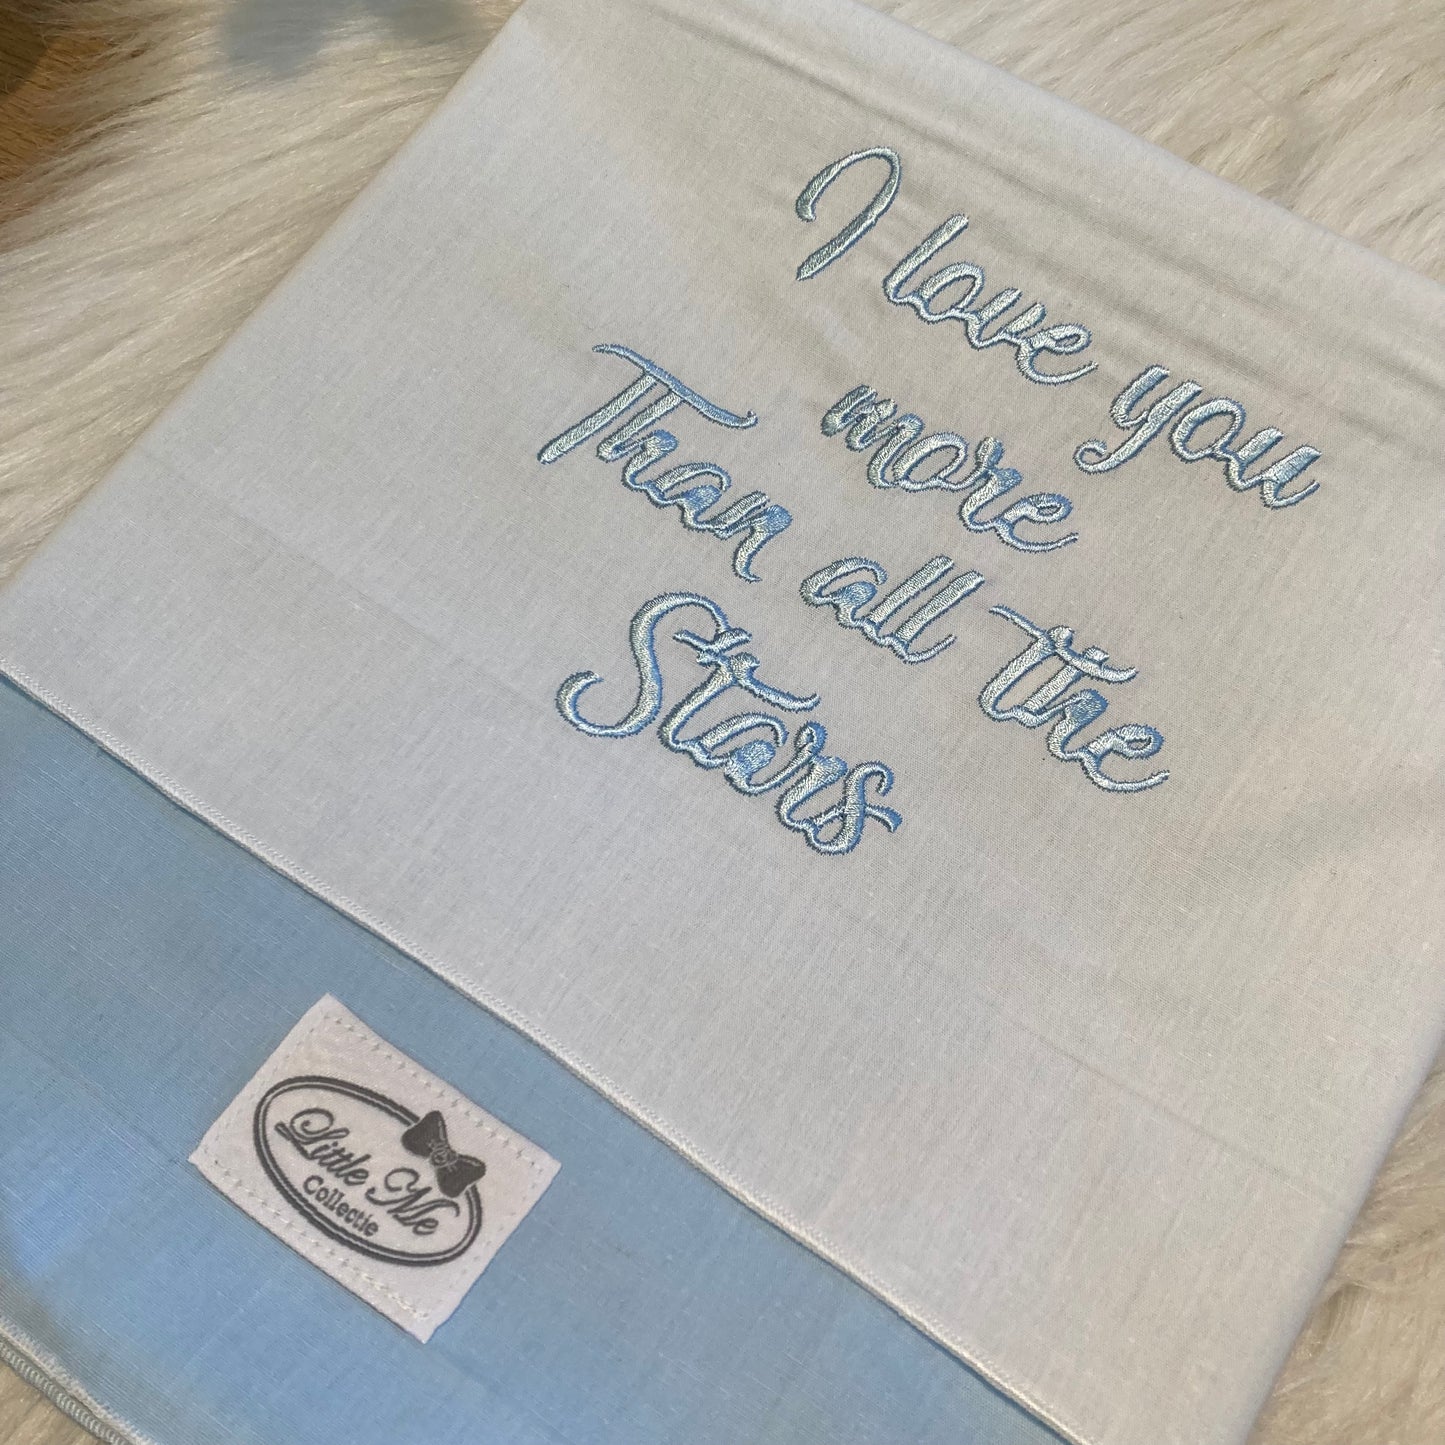 I love you
more
Than all the
Stars
Little Me
Collectie